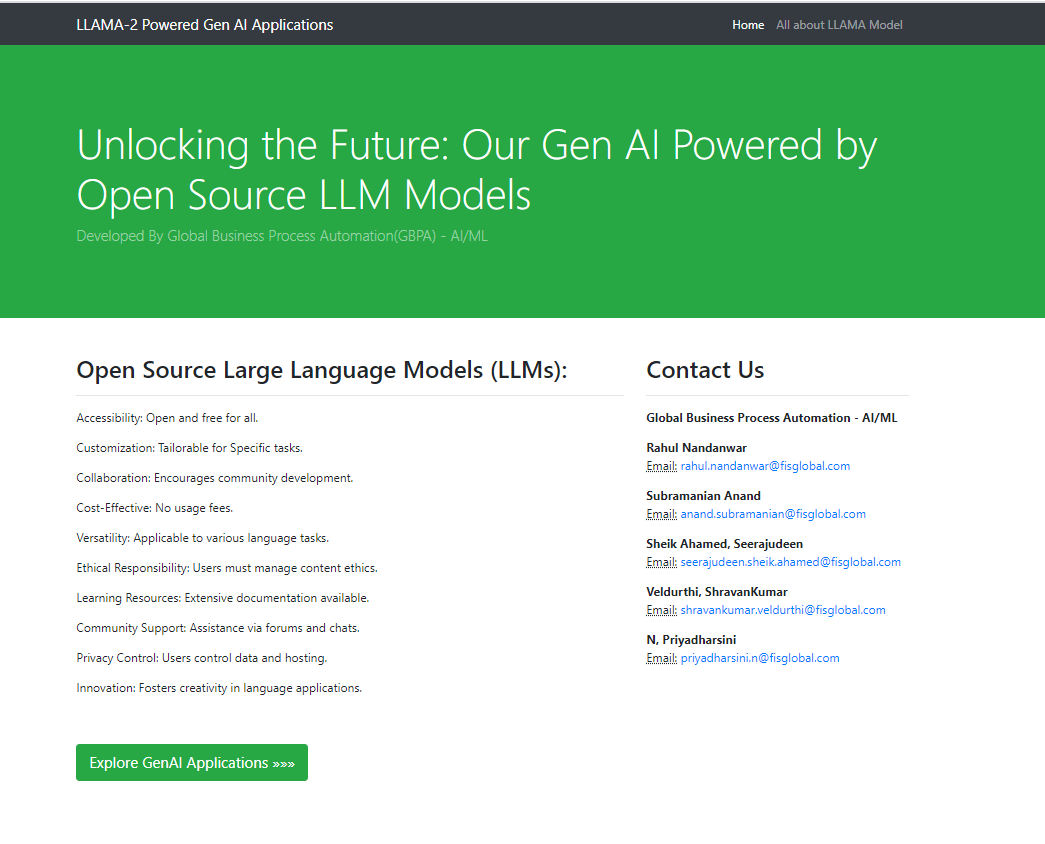 LLAMA-2 Powered Gen AI Applications
Home
All about LLAMA Model
Unlocking the Future: Our Gen AI Powered by
Open Source LLM Models
Developed By Global Business Process Automation(GBPA) - AI/ML
Open Source Large Language Models (LLMs):
Accessibility: Open and free for all.
Customization: Tailorable for Specific tasks.
Collaboration: Encourages community development.
Cost-Effective: No usage fees.
Versatility: Applicable to various language tasks.
Ethical Responsibility: Users must manage content ethics.
Learning Resources: Extensive documentation available.
Community Support: Assistance via forums and chats.
Privacy Control: Users control data and hosting.
Innovation: Fosters creativity in language applications.
Explore GenAI Applications »»»
Contact Us
Global Business Process Automation - AI/ML
Rahul Nandanwar
Email: rahul.nandanwar@fisglobal.com
Subramanian Anand
Email: anand.subramanian@fisglobal.com
Sheik Ahamed, Seerajudeen
Email: seerajudeen.sheik.ahamed@fisglobal.com
Veldurthi, ShravanKumar
Email: shravankumar.veldurthi@fisglobal.com
N, Priyadharsini
Email: priyadharsini.n@fisglobal.com